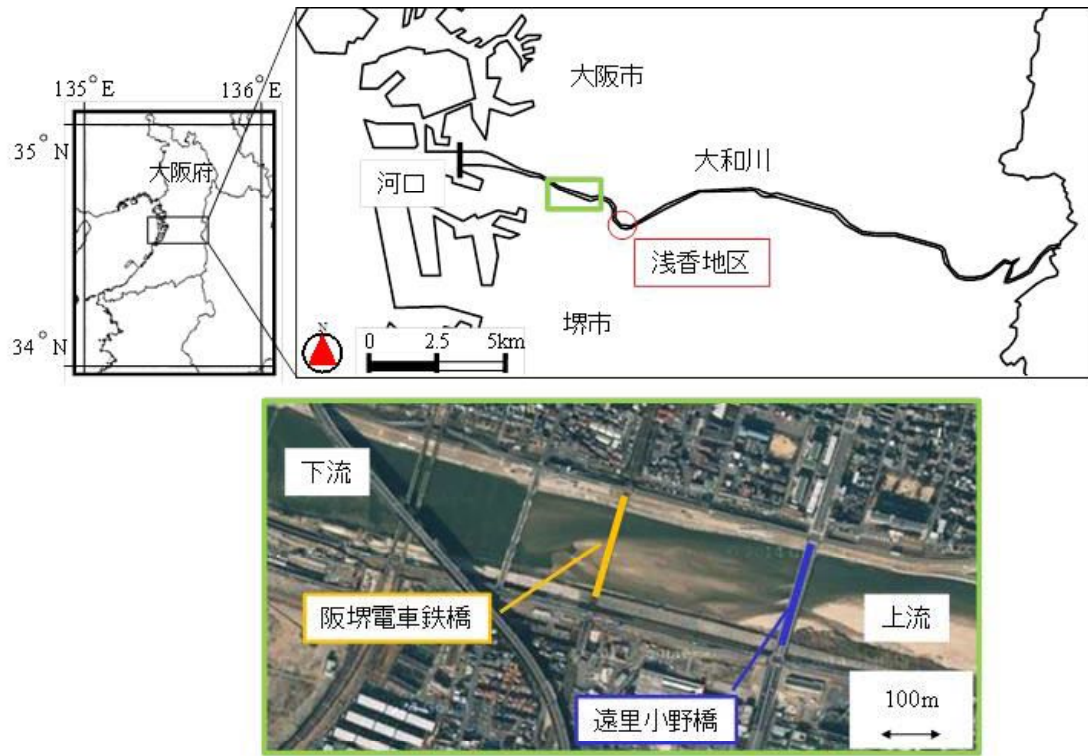 135°E
136°E
35°N
34°N
大阪府
大阪市
大和川
河口
浅香地区
堺市
N
0
2.5
5km
下流
阪堺電車鉄橋
上流
遠里小野橋
100m